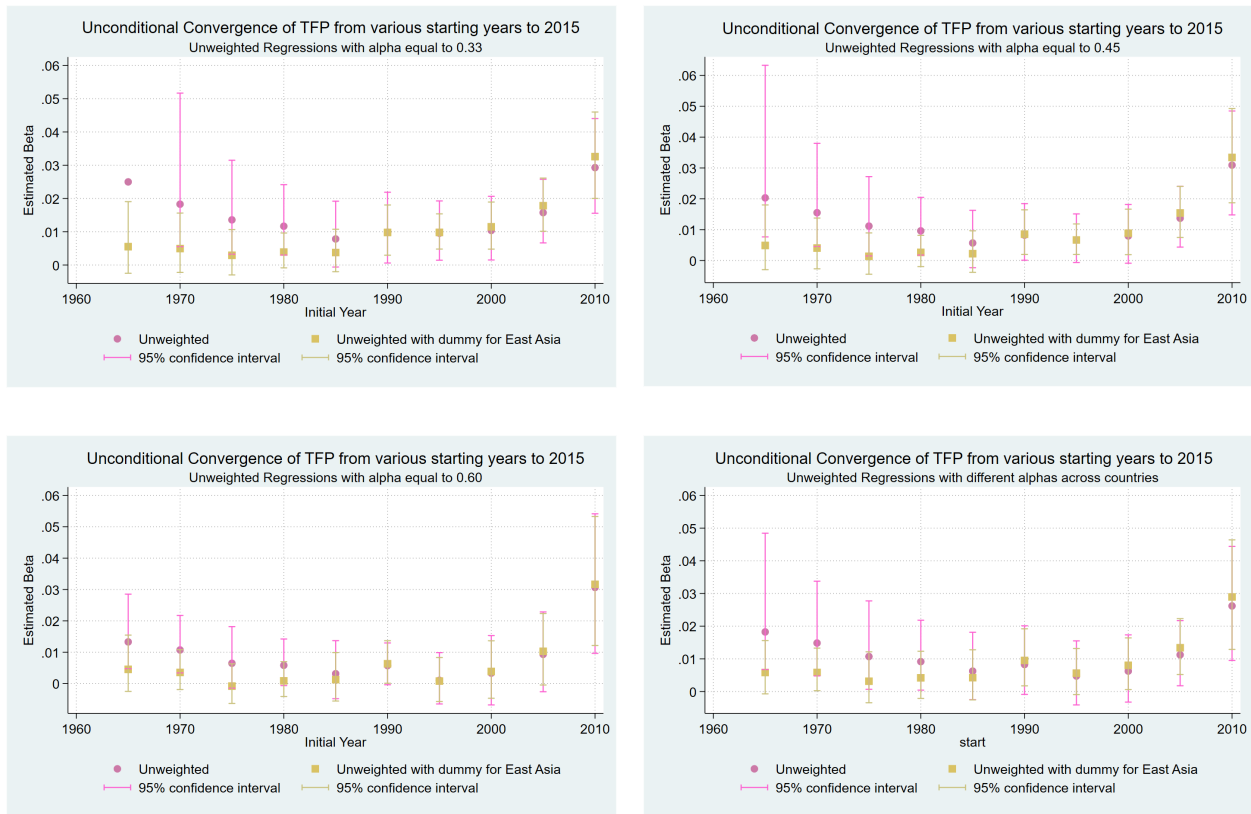 Unconditional Convergence of TFP from various starting years to 2015
Unweighted Regressions with alpha equal to 0.33
.06
.05
.04
.03
.02
.01
0
Estimated Beta
1960 1970 1980 1990 2000 2010
Initial Year
Unweighted Unweighted with dummy for East Asia
95% confidence interval 95% confidence interval
Unconditional Convergence of TFP from various starting years to 2015
Unweighted Regressions with alpha equal to 0.45
.06
.05
.04
.03
.02
.01
0
Estimated Beta
1960 1970 1980 1990 2000 2010
Initial Year
Unweighted Unweighted with dummy for East Asia
95% confidence interval 95% confidence interval
Unconditional Convergence of TFP from various starting years to 2015
Unweighted Regressions with alpha equal to 0.60
.06
.05
.04
.03
.02
.01
0
Estimated Beta
1960 1970 1980 1990 2000 2010
Initial Year
Unweighted Unweighted with dummy for East Asia
95% confidence interval 95% confidence interval
Unconditional Convergence of TFP from various starting years to 2015
Unweighted Regressions with different alphas across countries
.06
.05
.04
.03
.02
.01
0
Estimated Beta
1960 1970 1980 1990 2000 2010
start
Unweighted Unweighted with dummy for East Asia
95% confidence interval 95% confidence interval